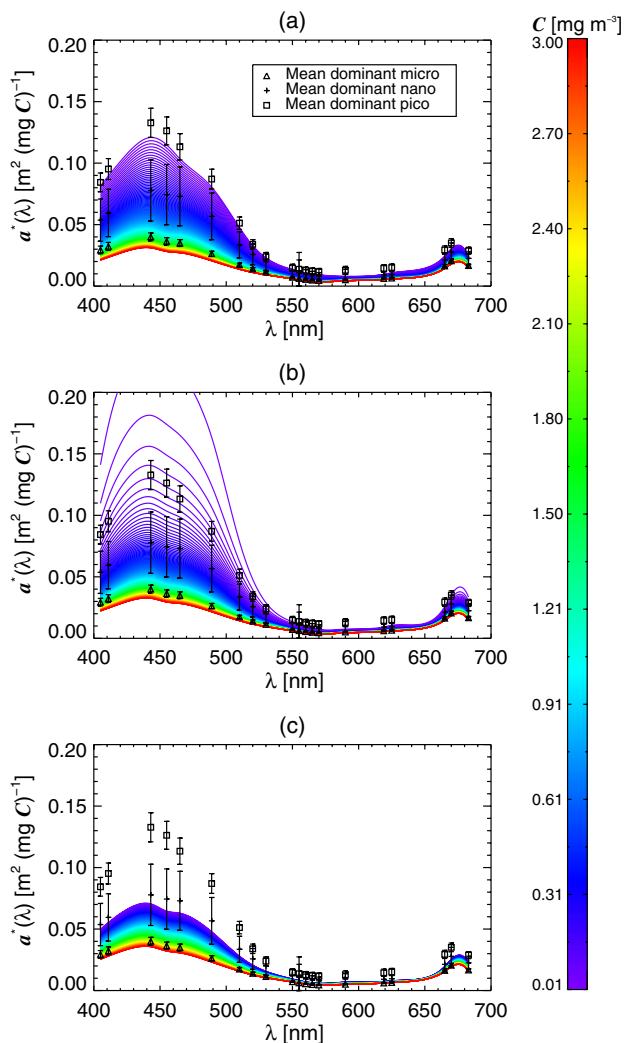 (a)
C [mg m⁻³]
a*(λ) [m² (mg C)⁻¹]
0.20
0.15
0.10
0.05
0.00
Mean dominant micro
Mean dominant nano
Mean dominant pico
400 450 500 550 600 650 700
λ [nm]
(b)
a*(λ) [m² (mg C)⁻¹]
0.20
0.15
0.10
0.05
0.00
400 450 500 550 600 650 700
λ [nm]
(c)
a*(λ) [m² (mg C)⁻¹]
0.20
0.15
0.10
0.05
0.00
400 450 500 550 600 650 700
λ [nm]
3.00
2.70
2.40
2.10
1.80
1.50
1.21
0.91
0.61
0.31
0.01